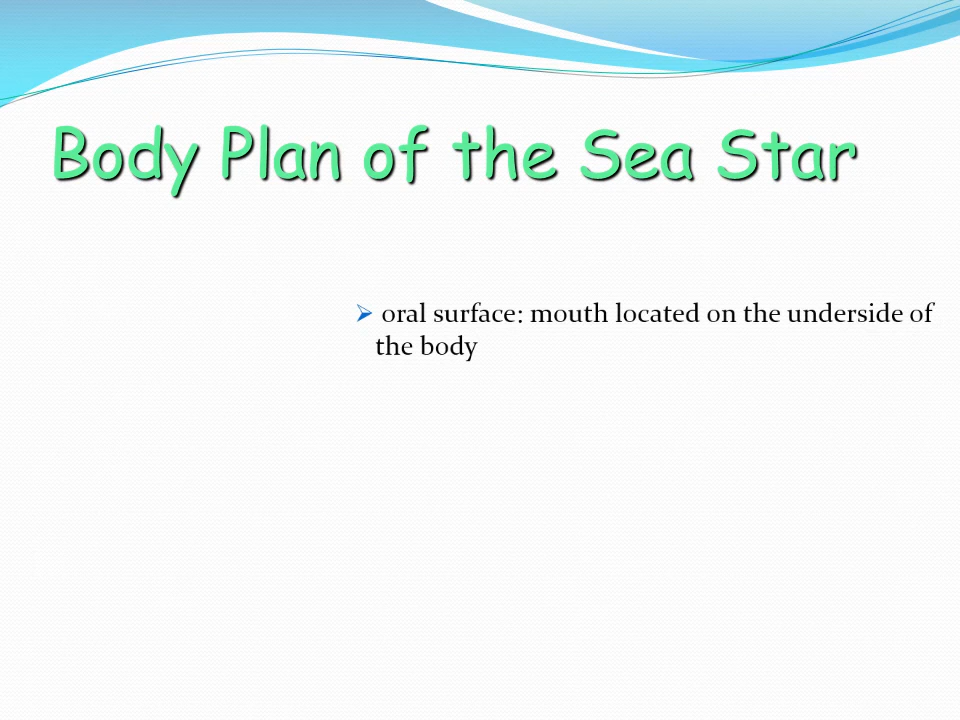 Body Plan of the Sea Star
➢ oral surface: mouth located on the underside of
the body